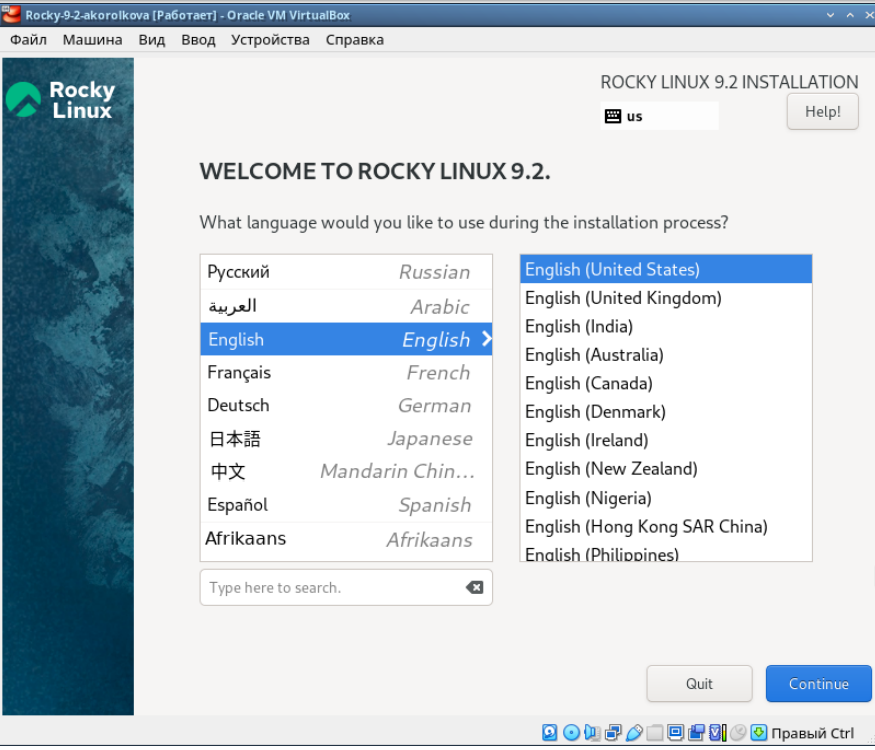 Rocky-9-2-akorolkova [Работает] - Oracle VM VirtualBox
Файл Машина Вид Ввод Устройства Справка
Rocky
Linux
ROCKY LINUX 9.2 INSTALLATION
us
Help!
WELCOME TO ROCKY LINUX 9.2.
What language would you like to use during the installation process?
Русский Russian
العربية Arabic
English English
Français French
Deutsch German
日本語 Japanese
中文 Mandarin Chin...
Español Spanish
Afrikaans Afrikaans
English (United States)
English (United Kingdom)
English (India)
English (Australia)
English (Canada)
English (Denmark)
English (Ireland)
English (New Zealand)
English (Nigeria)
English (Hong Kong SAR China)
English (Philippines)
Type here to search.
Quit
Continue
Правый Ctrl